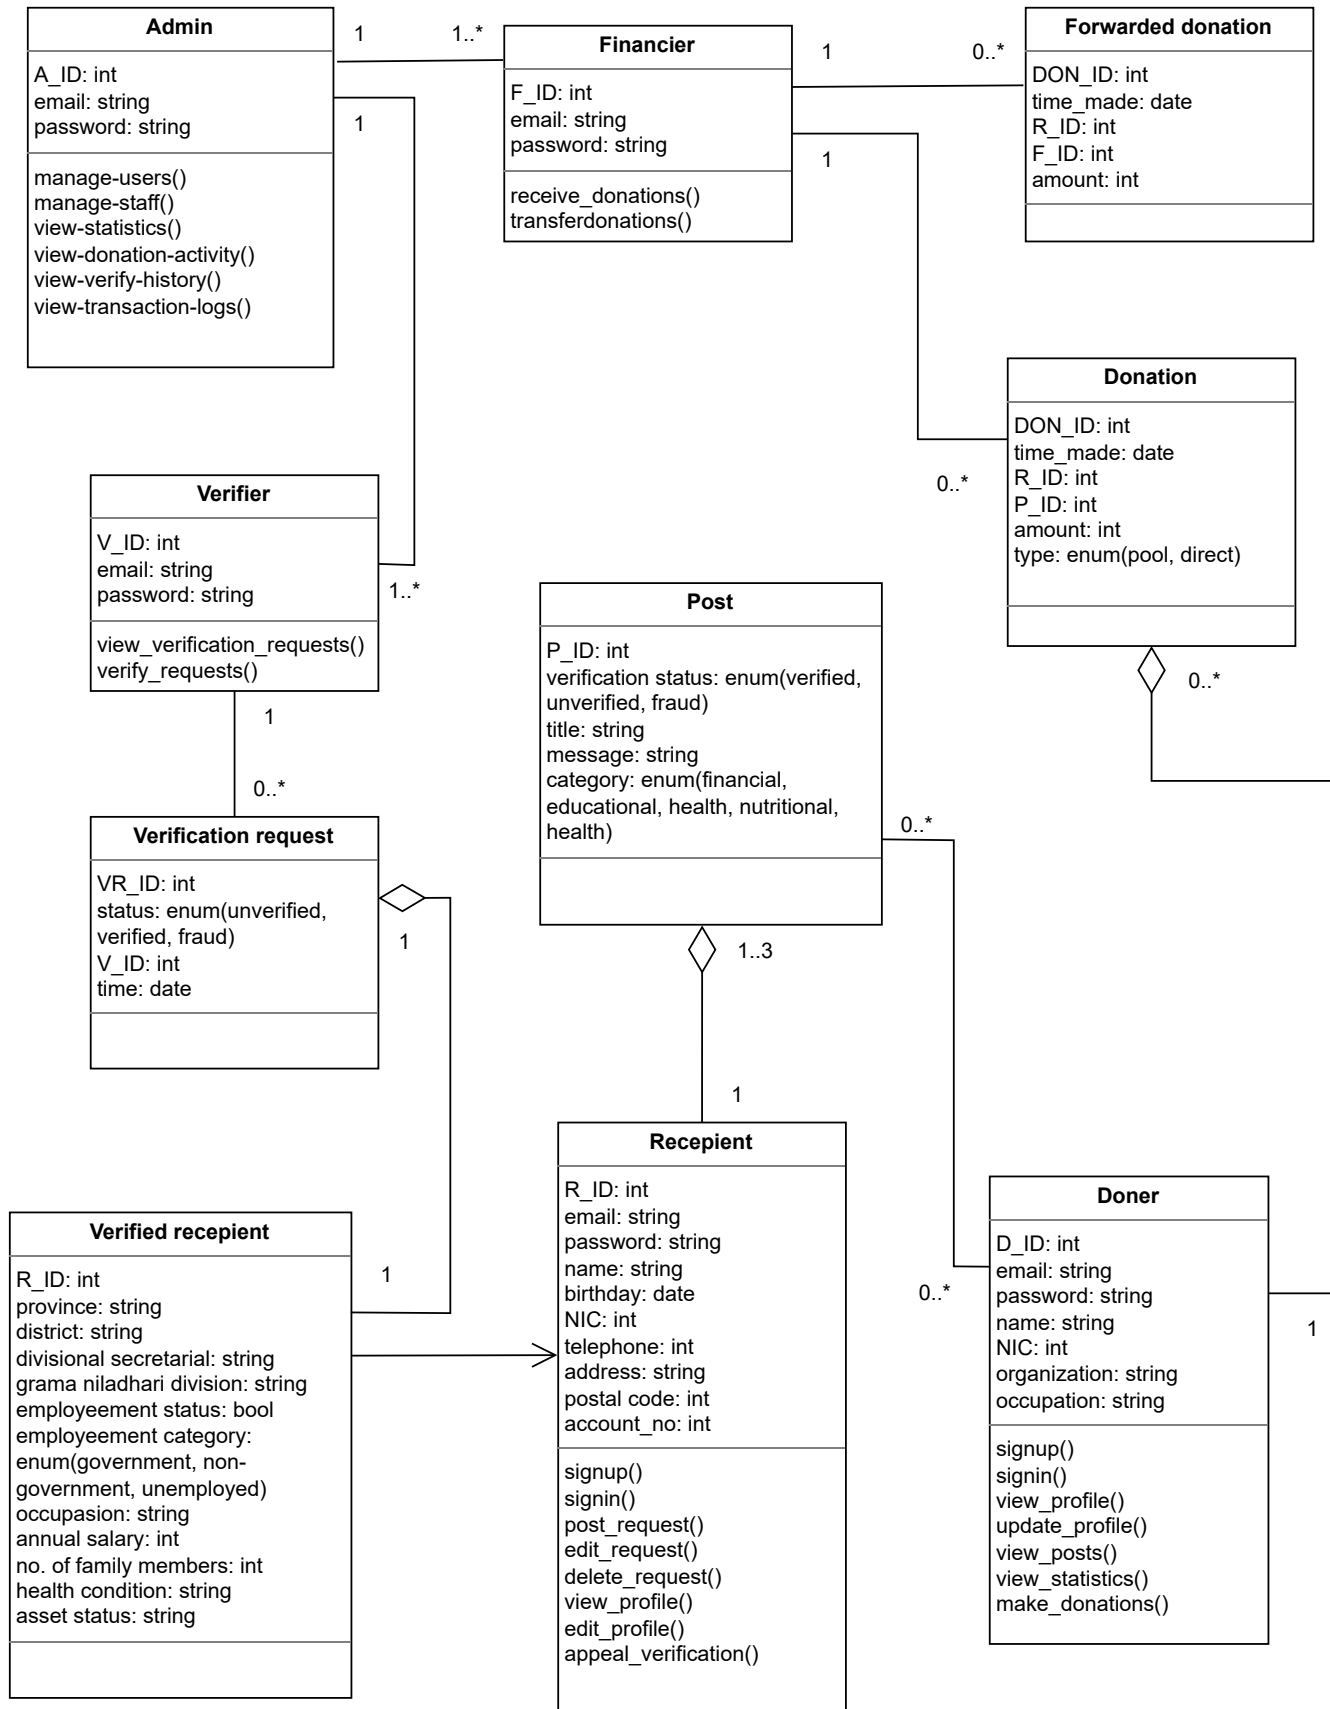 Admin
A_ID: int
email: string
password: string
manage-users()
manage-staff()
view-statistics()
view-donation-activity()
view-verify-history()
view-transaction-logs()
1
1..*
1
Financier
F_ID: int
email: string
password: string
receive_donations()
transferdonations()
1
0..*
1
Forwarded donation
DON_ID: int
time_made: date
R_ID: int
F_ID: int
amount: int
Donation
DON_ID: int
time_made: date
R_ID: int
P_ID: int
amount: int
type: enum(pool, direct)
0..*
0..*
Verifier
V_ID: int
email: string
password: string
view_verification_requests()
verify_requests()
1..*
1
0..*
Post
P_ID: int
verification status: enum(verified,
unverified, fraud)
title: string
message: string
category: enum(financial,
educational, health, nutritional,
health)
0..*
1..3
1
Verification request
VR_ID: int
status: enum(unverified,
verified, fraud)
V_ID: int
time: date
1
Verified recepient
R_ID: int
province: string
district: string
divisional secretarial: string
grama niladhari division: string
employeement status: bool
employeement category:
enum(government, non-
government, unemployed)
occupasion: string
annual salary: int
no. of family members: int
health condition: string
asset status: string
1
Recepient
R_ID: int
email: string
password: string
name: string
birthday: date
NIC: int
telephone: int
address: string
postal code: int
account_no: int
signup()
signin()
post_request()
edit_request()
delete_request()
view_profile()
edit_profile()
appeal_verification()
0..*
Doner
D_ID: int
email: string
password: string
name: string
NIC: int
organization: string
occupation: string
signup()
signin()
view_profile()
update_profile()
view_posts()
view_statistics()
make_donations()
1